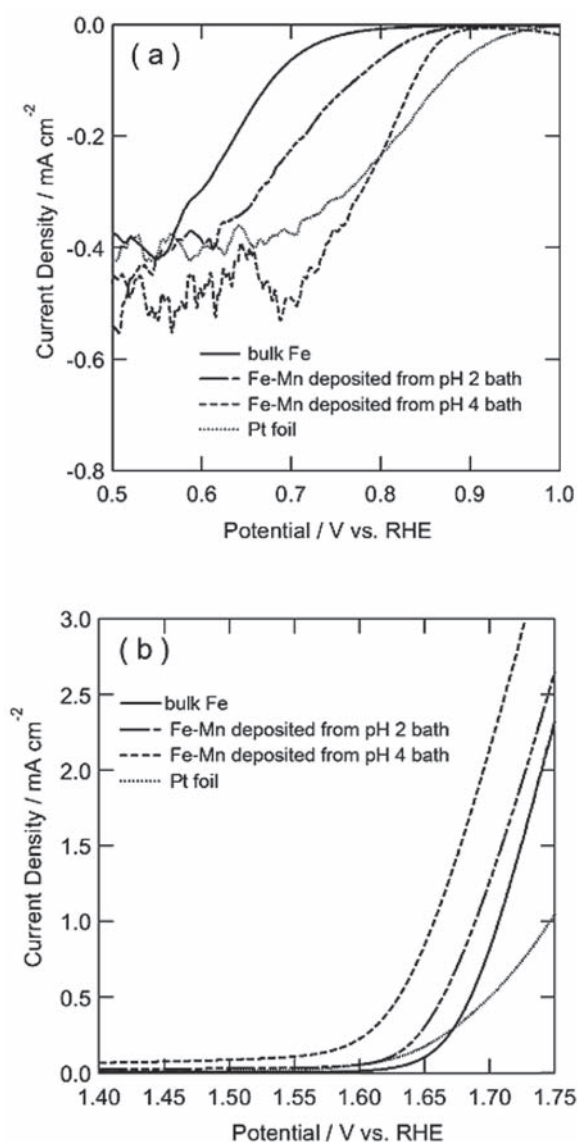 ( a )
0.0
-0.2
-0.4
-0.6
-0.8
Current Density / mA cm⁻²
bulk Fe
Fe-Mn deposited from pH 2 bath
Fe-Mn deposited from pH 4 bath
Pt foil
0.5 0.6 0.7 0.8 0.9 1.0
Potential / V vs. RHE
( b )
3.0
2.5
2.0
1.5
1.0
0.5
0.0
Current Density / mA cm⁻²
bulk Fe
Fe-Mn deposited from pH 2 bath
Fe-Mn deposited from pH 4 bath
Pt foil
1.40 1.45 1.50 1.55 1.60 1.65 1.70 1.75
Potential / V vs. RHE